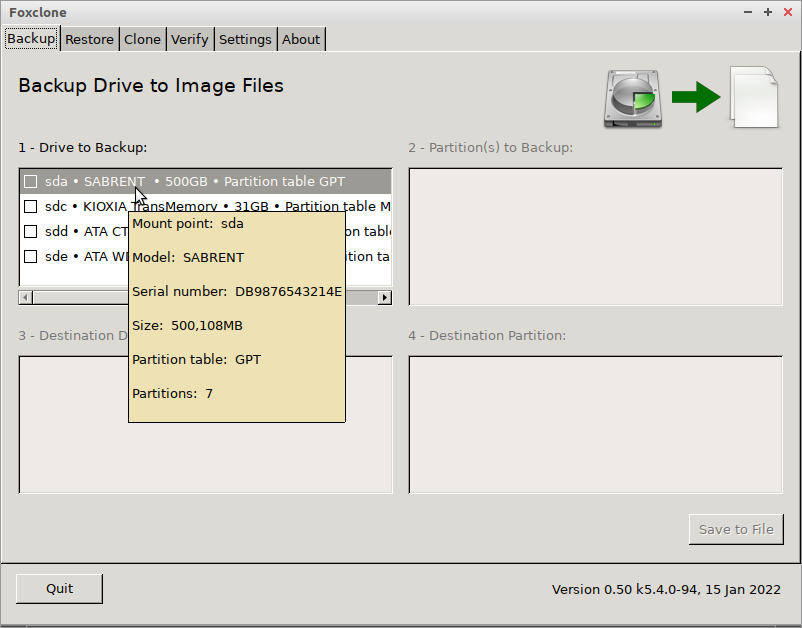 Foxclone
Backup Restore Clone Verify Settings About
Backup Drive to Image Files
1 - Drive to Backup:
sda • SABRENT • 500GB • Partition table GPT
sdc • KIOXIA TransMemory • 31GB • Partition table M
sdd • ATA CT
on table
sde • ATA WD
ition ta
Mount point: sda
Model: SABRENT
Serial number: DB9876543214E
Size: 500,108MB
Partition table: GPT
Partitions: 7
2 - Partition(s) to Backup:
3 - Destination D
4 - Destination Partition:
Save to File
Quit
Version 0.50 k5.4.0-94, 15 Jan 2022